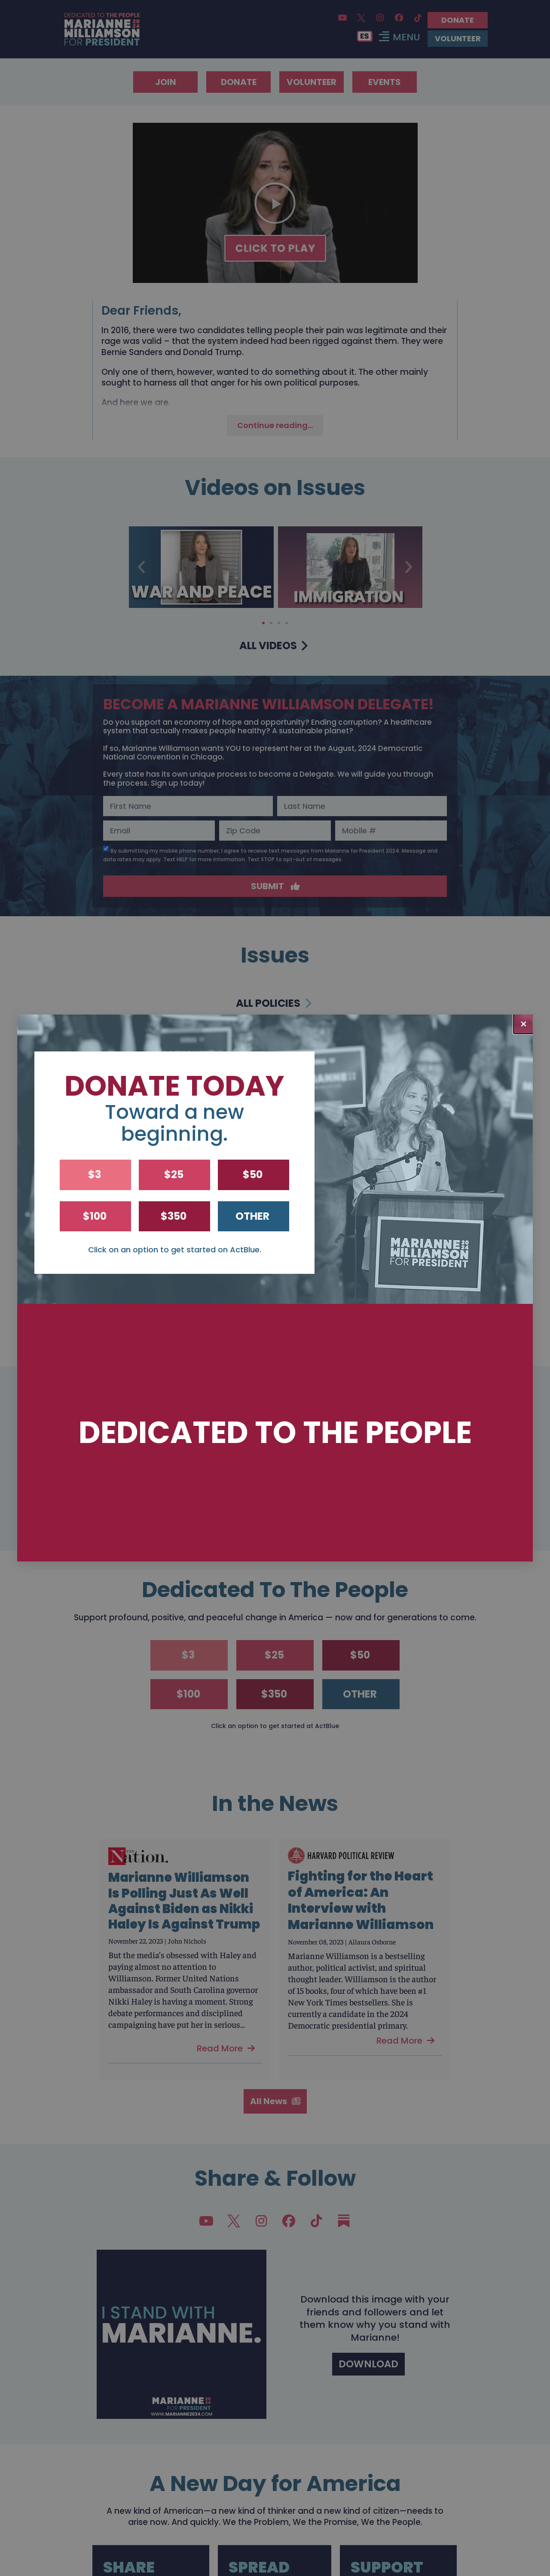 DEDICATED TO THE PEOPLE
MARIANNE 2024
WILLIAMSON
FOR PRESIDENT
DONATE
ES
MENU
VOLUNTEER
JOIN
DONATE
VOLUNTEER
EVENTS
CLICK TO PLAY
Dear Friends,
In 2016, there were two candidates telling people their pain was legitimate and their
rage was valid – that the system indeed had been rigged against them. They were
Bernie Sanders and Donald Trump.
Only one of them, however, wanted to do something about it. The other mainly
sought to harness all that anger for his own political purposes.
And here we are.
Continue reading...
Videos on Issues
WAR AND PEACE
IMMIGRATION
ALL VIDEOS
BECOME A MARIANNE WILLIAMSON DELEGATE!
Do you support an economy of hope and opportunity? Ending corruption? A healthcare
system that actually makes people healthy? A sustainable planet?
If so, Marianne Williamson wants YOU to represent her at the August, 2024 Democratic
National Convention in Chicago.
Every state has its own unique process to become a Delegate. We will guide you through
the process. Sign up today!
First Name
Last Name
Email
Zip Code
Mobile #
By submitting my mobile phone number, I agree to receive text messages from Marianne for President 2024. Message and
data rates may apply. Text HELP for more information. Text STOP to opt-out of messages.
SUBMIT
Issues
ALL POLICIES
×
DONATE TODAY
Toward a new
beginning.
$3
$25
$50
$100
$350
OTHER
Click on an option to get started on ActBlue.
MARIANNE 2024
WILLIAMSON
FOR PRESIDENT
DEDICATED TO THE PEOPLE
Dedicated To The People
Support profound, positive, and peaceful change in America — now and for generations to come.
$3
$25
$50
$100
$350
OTHER
Click an option to get started at ActBlue
In the News
The Nation.
Marianne Williamson
Is Polling Just As Well
Against Biden as Nikki
Haley Is Against Trump
November 22, 2023 | John Nichols
But the media's obsessed with Haley and
paying almost no attention to
Williamson. Former United Nations
ambassador and South Carolina governor
Nikki Haley is having a moment. Strong
debate performances and disciplined
campaigning have put her in serious...
Read More
HARVARD POLITICAL REVIEW
Fighting for the Heart
of America: An
Interview with
Marianne Williamson
November 08, 2023 | Allaura Osborne
Marianne Williamson is a bestselling
author, political activist, and spiritual
thought leader. Williamson is the author
of 15 books, four of which have been #1
New York Times bestsellers. She is
currently a candidate in the 2024
Democratic presidential primary.
Read More
All News
Share & Follow
I STAND WITH
MARIANNE.
MARIANNE 2024
FOR PRESIDENT
WWW.MARIANNE2024.COM
Download this image with your
friends and followers and let
them know why you stand with
Marianne!
DOWNLOAD
A New Day for America
A new kind of American—a new kind of thinker and a new kind of citizen—needs to
arise now. And quickly. We the Problem, We the Promise, We the People.
SHARE
SPREAD
SUPPORT